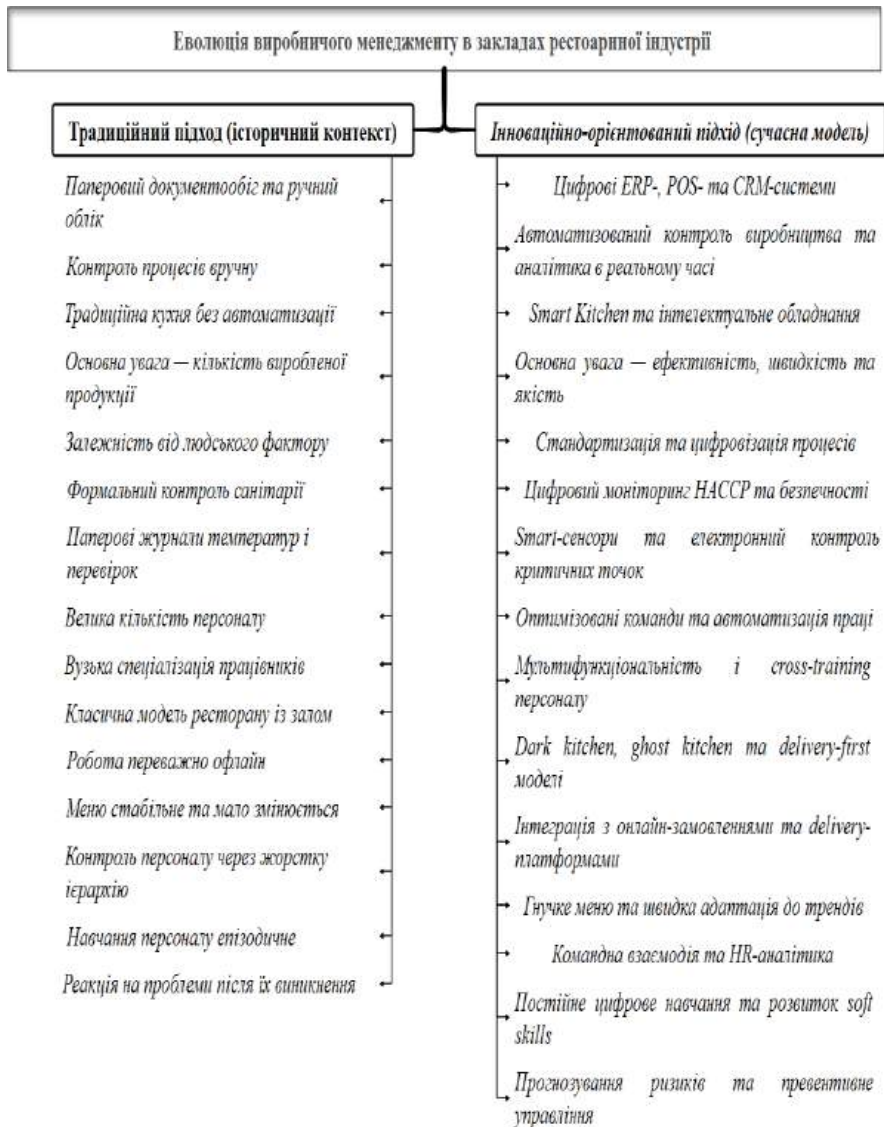 Еволюція виробничого менеджменту в закладах рестоаринної індустрії
Традиційний підход (історичний контекст)
Паперовий документообіг та ручний
облік
Контроль процесів вручну
Традиційна кухня без автоматизації
Основна увага — кількість виробленої
продукції
Залежність від людського фактору
Формальний контроль санітарії
Паперові журнали температур і
перевірок
Велика кількість персоналу
Вузька спеціалізація працівників
Класична модель ресторану із залом
Робота переважно офлайн
Меню стабільне та мало змінюється
Контроль персоналу через жорстку
ієрархію
Навчання персоналу епізодичне
Реакція на проблеми після їх виникнення
Інноваційно-орієнтований підхід (сучасна модель)
Цифрові ERP-, POS- та CRM-системи
Автоматизований контроль виробництва та
аналітика в реальному часі
Smart Kitchen та інтелектуальне обладнання
Основна увага — ефективність, швидкість та
якість
Стандартизація та цифровізація процесів
Цифровий моніторинг HACCP та безпечності
Smart-сенсори та електронний контроль
критичних точок
Оптимізовані команди та автоматизація праці
Мультифункціональність і cross-training
персоналу
Dark kitchen, ghost kitchen та delivery-first
моделі
Інтеграція з онлайн-замовленнями та delivery-
платформами
Гнучке меню та швидка адаптація до трендів
Командна взаємодія та HR-аналітика
Постійне цифрове навчання та розвиток soft
skills
Прогнозування ризиків та превентивне
управління